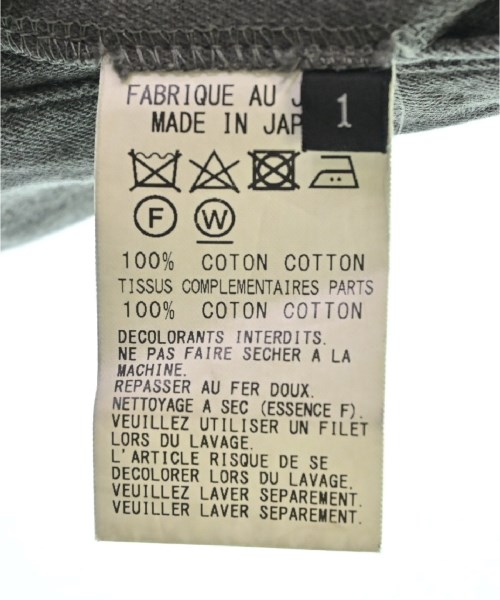 FABRIQUE AU J
1
MADE IN JAP
F W
100% COTON COTTON
TISSUS COMPLEMENTAIRES PARTS
100% COTON COTTON
DECOLORANTS INTERDITS.
NE PAS FAIRE SECHER A LA
MACHINE.
REPASSER AU FER DOUX.
NETTOYAGE A SEC (ESSENCE F).
VEUILLEZ UTILISER UN FILET
LORS DU LAVAGE.
L'ARTICLE RISQUE DE SE
DECOLORER LORS DU LAVAGE.
VEUILLEZ LAVER SEPAREMENT.
VEUILLER LAVER SEPAREMENT.